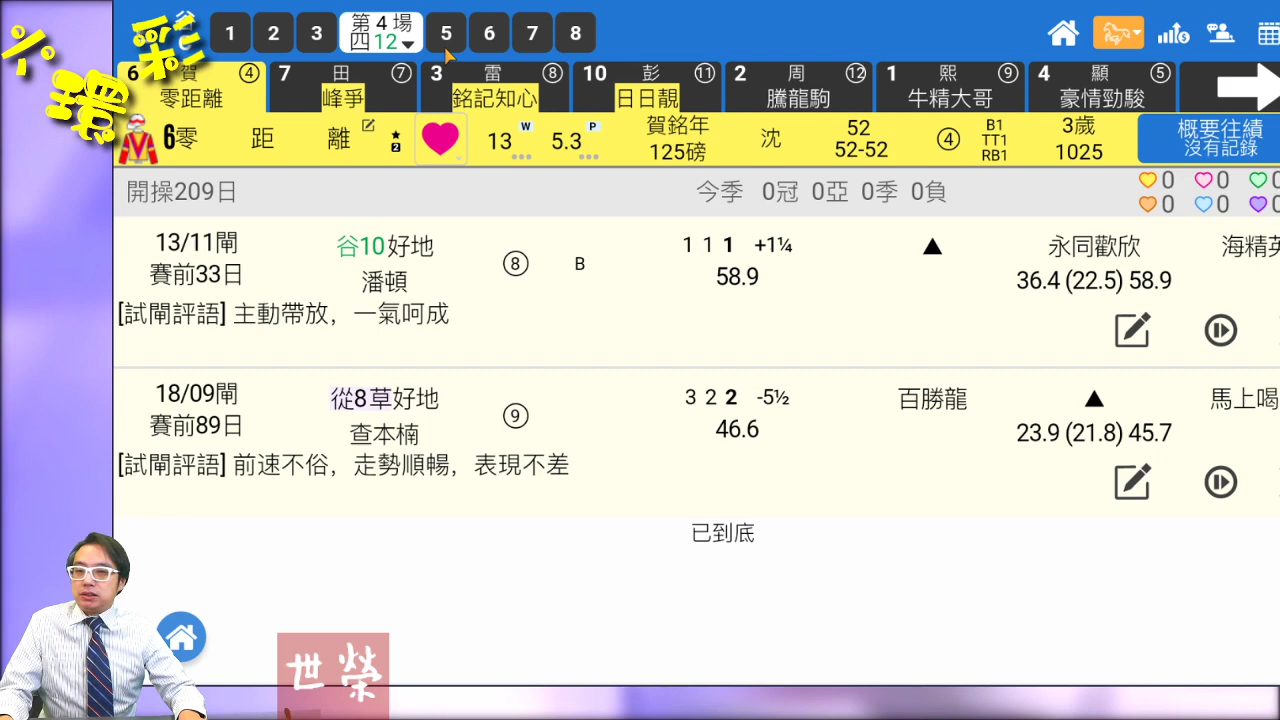 小環彩
谷
1 2 3 第4場 四12 5 6 7 8
6 賀 ④ 零距離
7 田 ⑦ 峰爭
3 雷 ⑧ 銘記知心
10 彭 ⑪ 日日靚
2 周 ⑫ 騰龍駒
1 熙 ⑨ 牛精大哥
4 顯 ⑤ 豪情勁駿
6零距離 2 13 W 5.3 P 賀銘年 125磅 沈 52 52-52 ④ B1 TT1 RB1 3歲 1025 概要往績 沒有記錄
開操209日 今季 0冠 0亞 0季 0負 0 0 0
0 0 0
13/11閘 谷10好地 ⑧ B 1 1 1 +1¼ ▲ 永同歡欣 海精英
賽前33日 潘頓 58.9 36.4 (22.5) 58.9
[試閘評語] 主動帶放，一氣呵成
18/09閘 從8草好地 ⑨ 3 2 2 -5½ 百勝龍 ▲ 馬上喝
賽前89日 查本楠 46.6 23.9 (21.8) 45.7
[試閘評語] 前速不俗，走勢順暢，表現不差
已到底
世榮